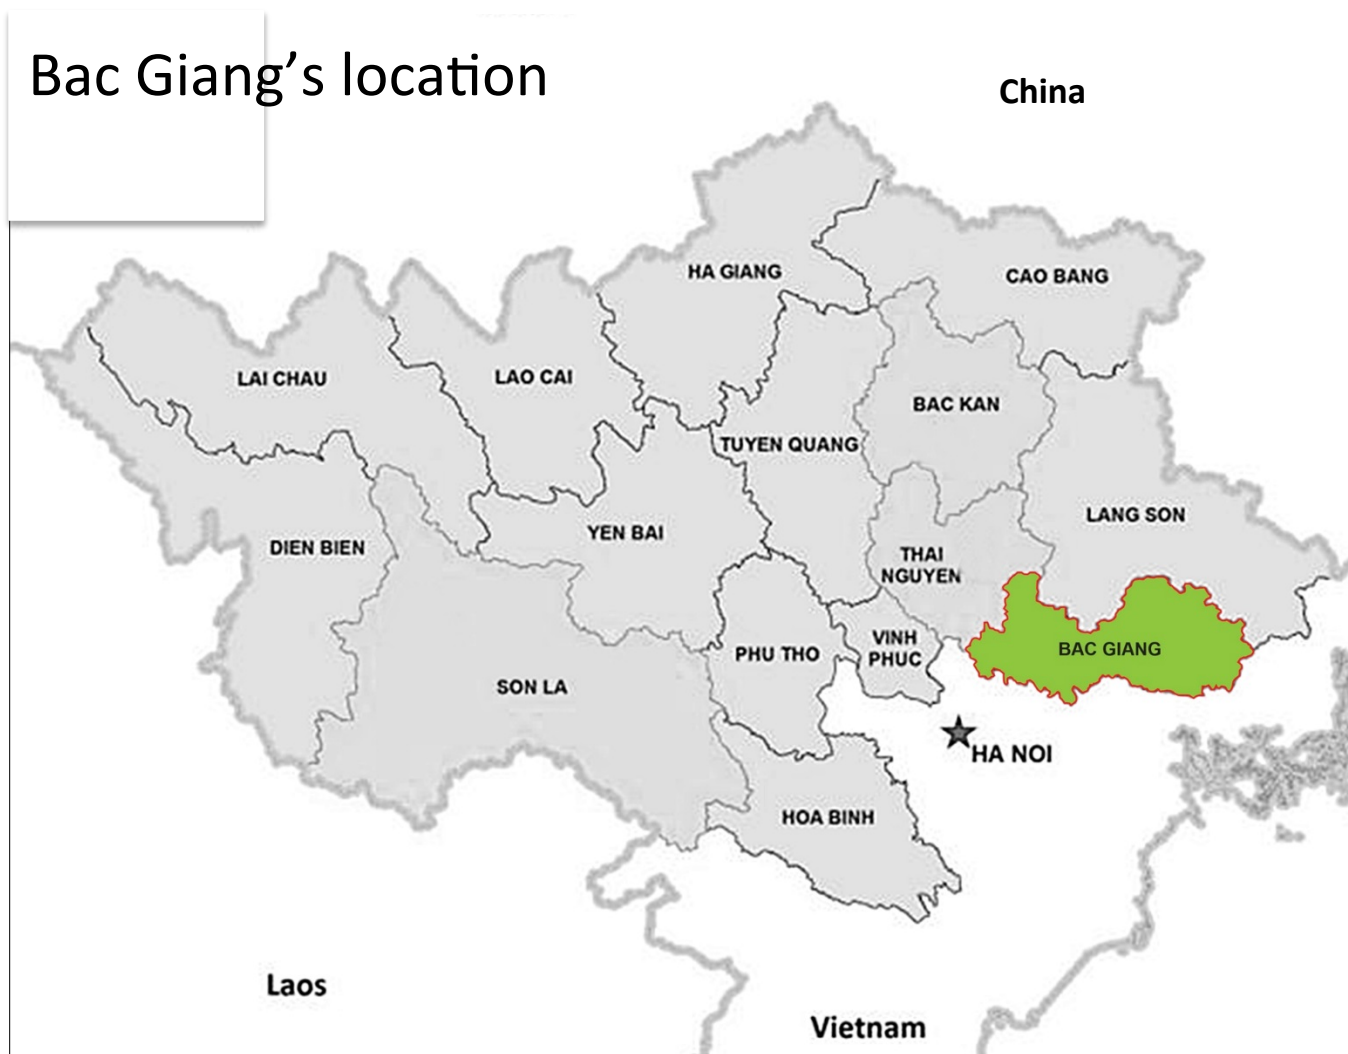 Bac Giang’s location
China
HA GIANG
CAO BANG
LAI CHAU
LAO CAI
BAC KAN
TUYEN QUANG
LANG SON
YEN BAI
DIEN BIEN
THAI
NGUYEN
VINH
PHUC
PHU THO
BAC GIANG
SON LA
HA NOI
HOA BINH
Laos
Vietnam